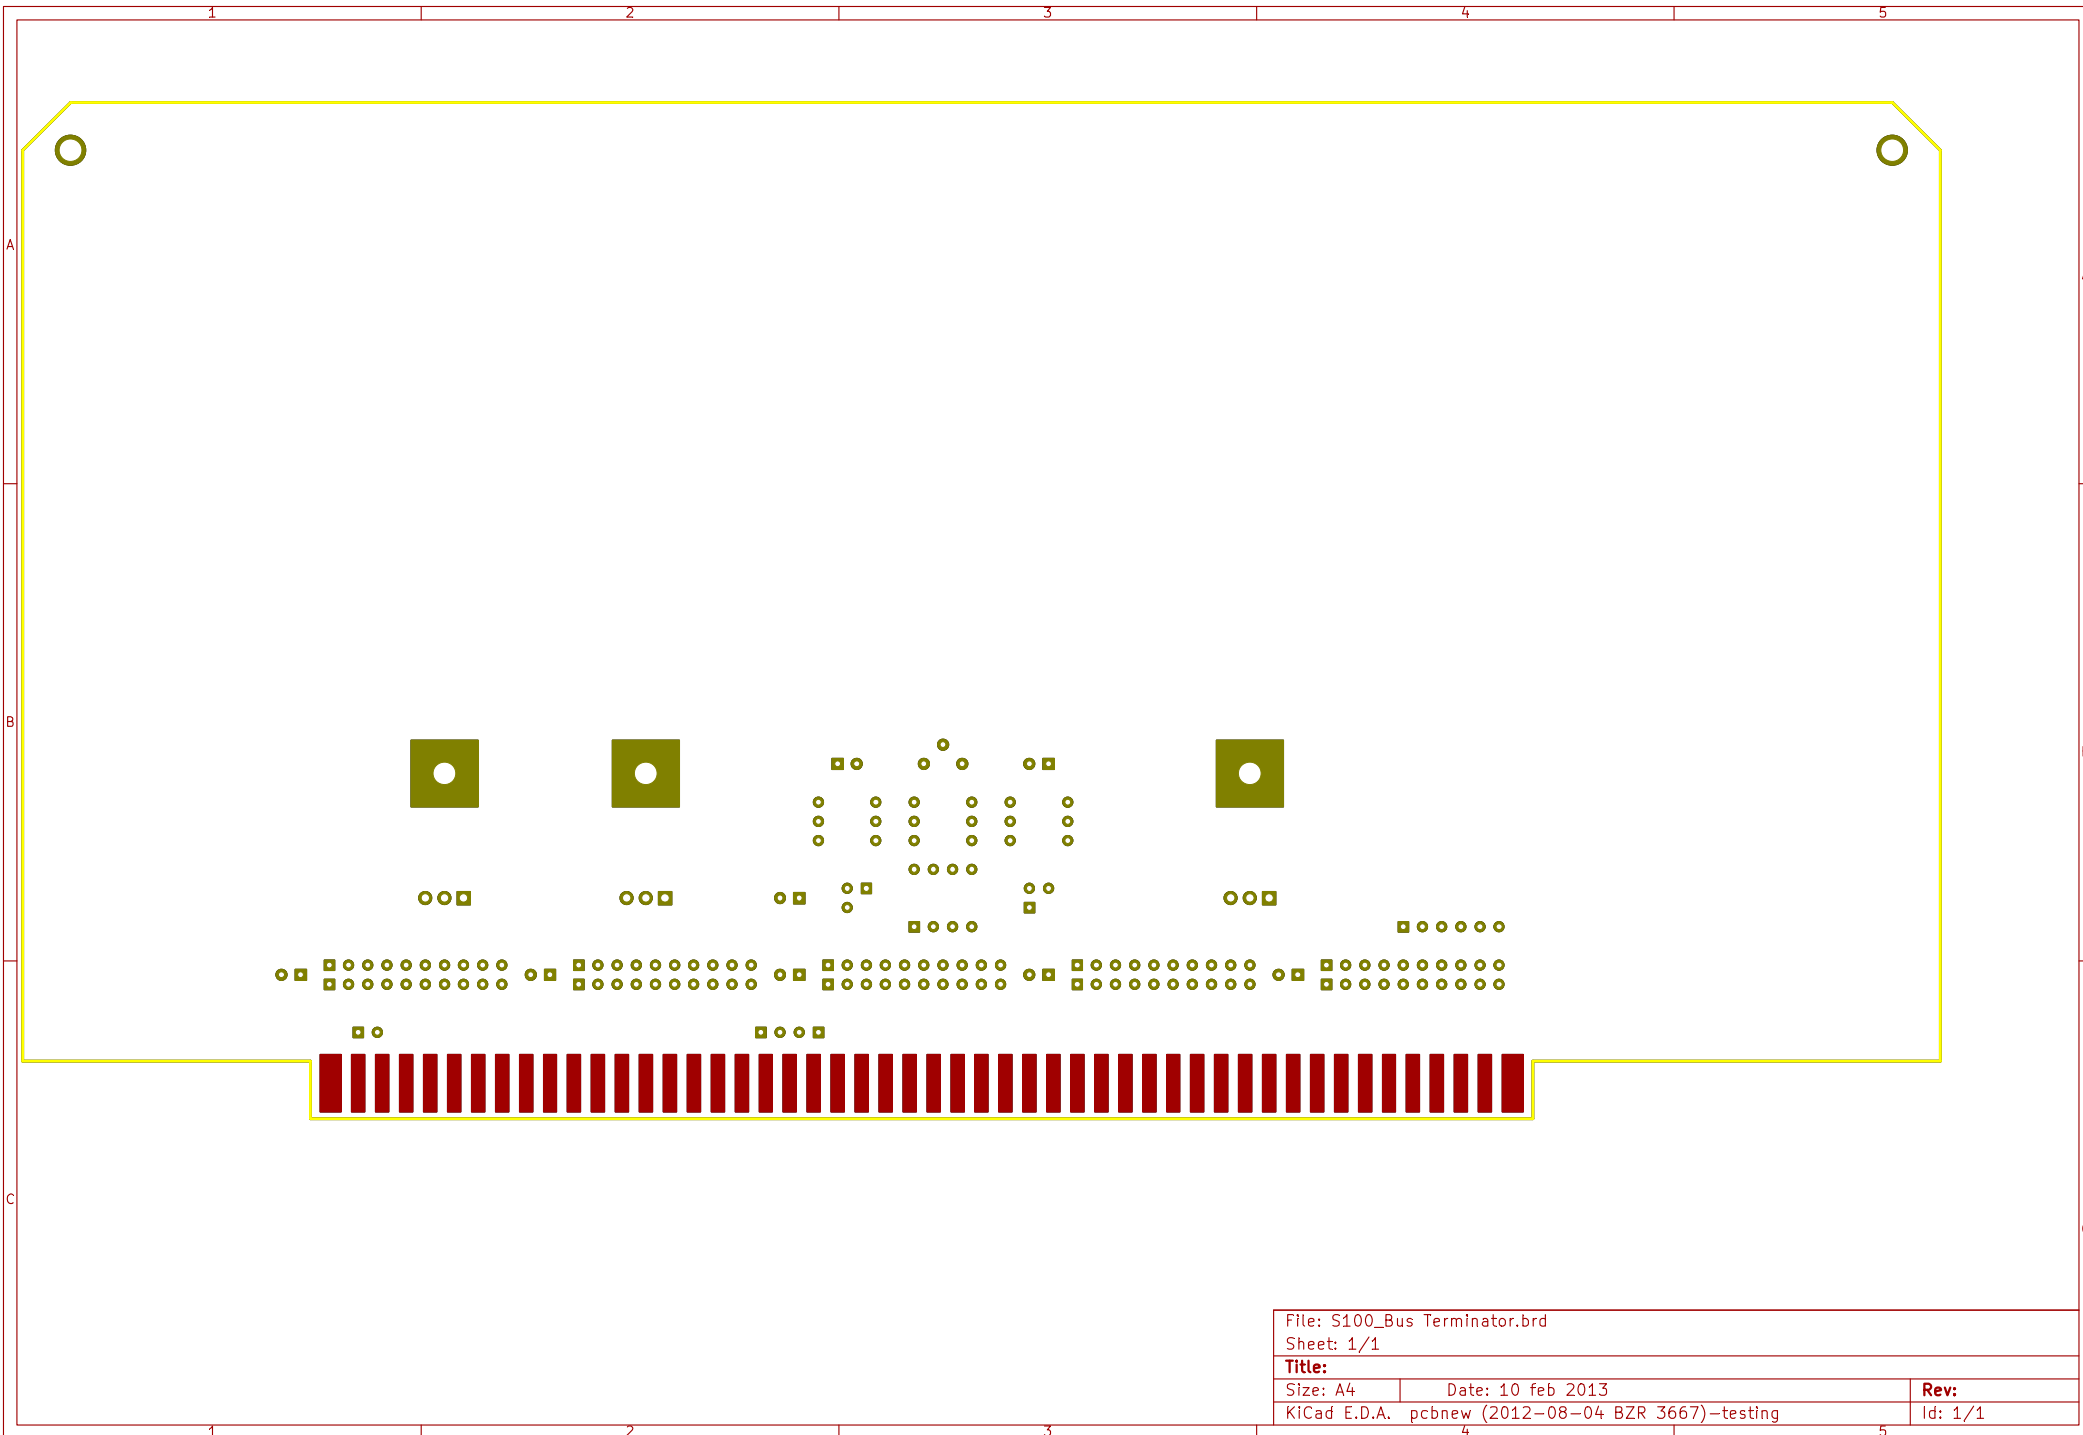 1 2 3 4 5
A
B
C
File: S100_Bus Terminator.brd
Sheet: 1/1
Title:
Size: A4 Date: 10 feb 2013 Rev:
KiCad E.D.A. pcbnew (2012-08-04 BZR 3667)-testing Id: 1/1
1 2 3 4 5